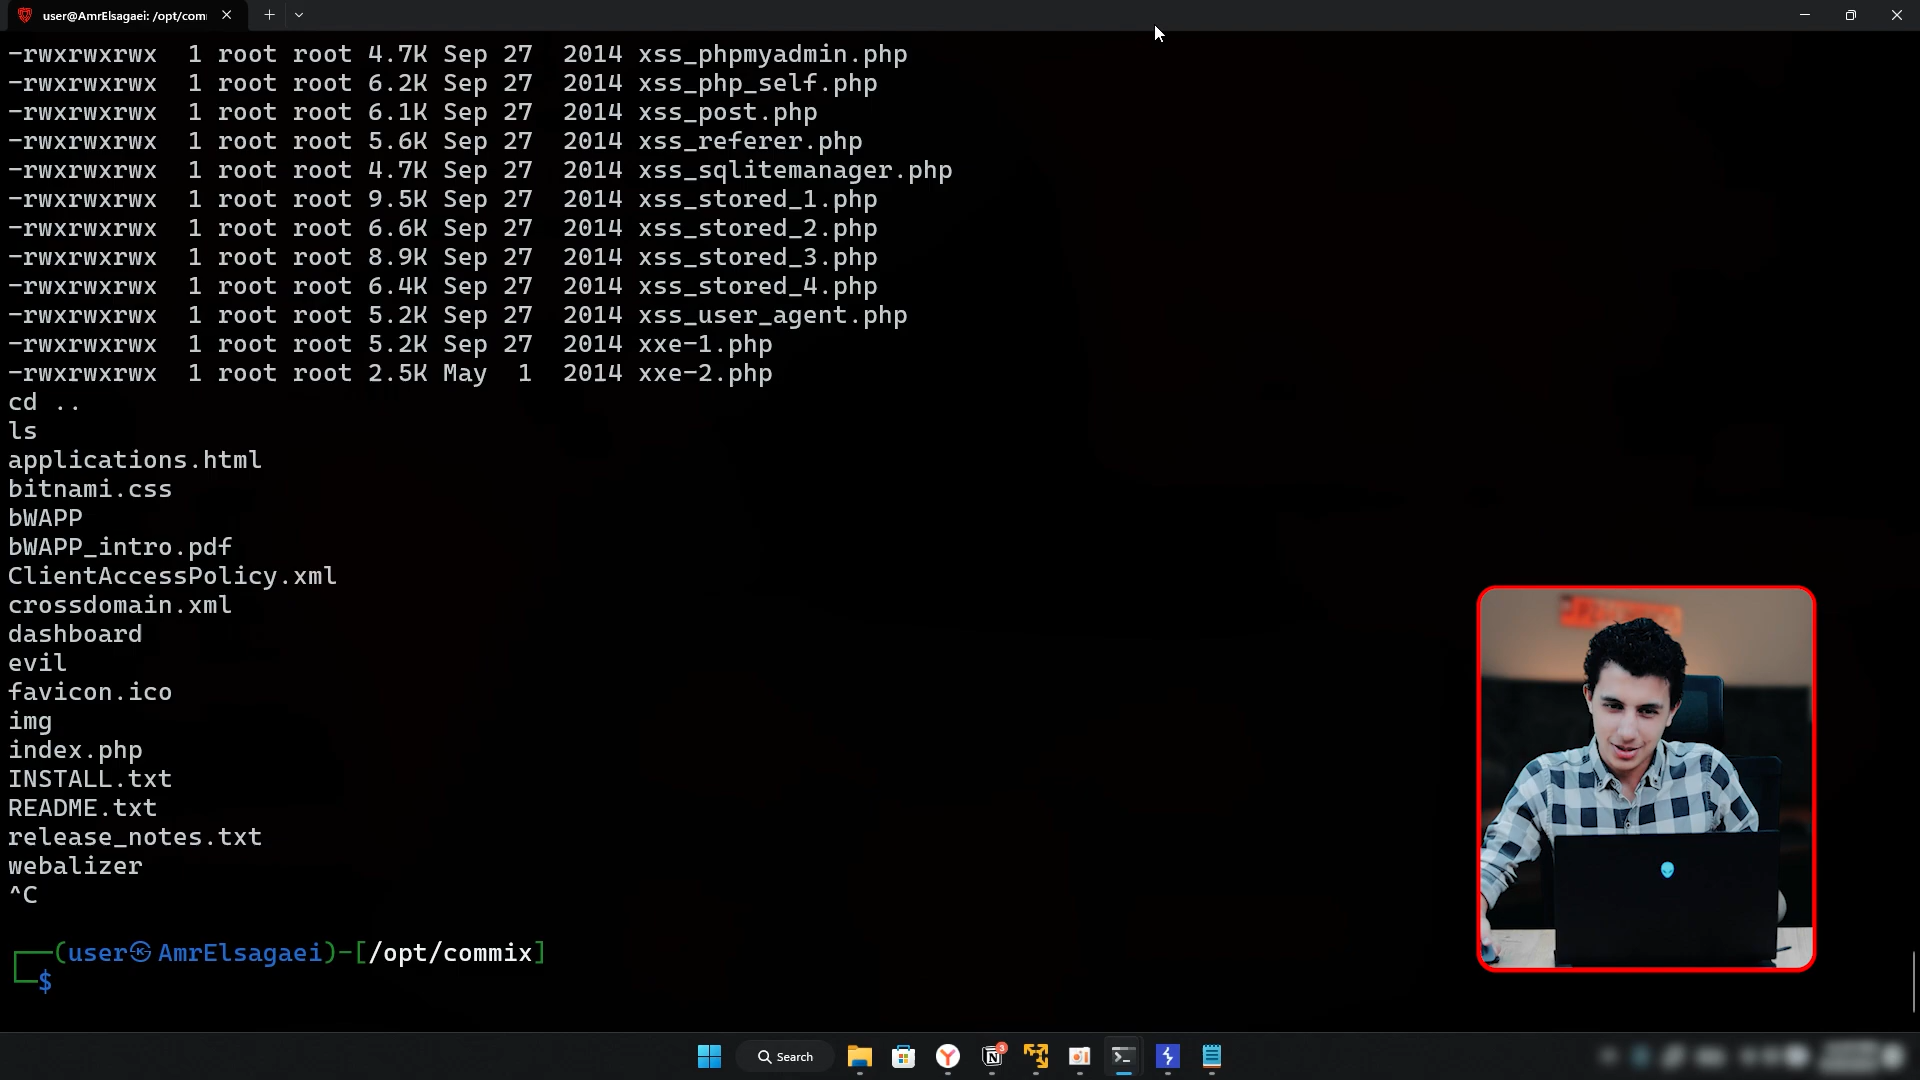 user@AmrElsagaei: /opt/com
-rwxrwxrwx 1 root root 4.7K Sep 27 2014 xss_phpmyadmin.php
-rwxrwxrwx 1 root root 6.2K Sep 27 2014 xss_php_self.php
-rwxrwxrwx 1 root root 6.1K Sep 27 2014 xss_post.php
-rwxrwxrwx 1 root root 5.6K Sep 27 2014 xss_referer.php
-rwxrwxrwx 1 root root 4.7K Sep 27 2014 xss_sqlitemanager.php
-rwxrwxrwx 1 root root 9.5K Sep 27 2014 xss_stored_1.php
-rwxrwxrwx 1 root root 6.6K Sep 27 2014 xss_stored_2.php
-rwxrwxrwx 1 root root 8.9K Sep 27 2014 xss_stored_3.php
-rwxrwxrwx 1 root root 6.4K Sep 27 2014 xss_stored_4.php
-rwxrwxrwx 1 root root 5.2K Sep 27 2014 xss_user_agent.php
-rwxrwxrwx 1 root root 5.2K Sep 27 2014 xxe-1.php
-rwxrwxrwx 1 root root 2.5K May 1 2014 xxe-2.php
cd ..
ls
applications.html
bitnami.css
bWAPP
bWAPP_intro.pdf
ClientAccessPolicy.xml
crossdomain.xml
dashboard
evil
favicon.ico
img
index.php
INSTALL.txt
README.txt
release_notes.txt
webalizer
^C
┌──(user㉿AmrElsagaei)-[/opt/commix]
└─$
Search
3